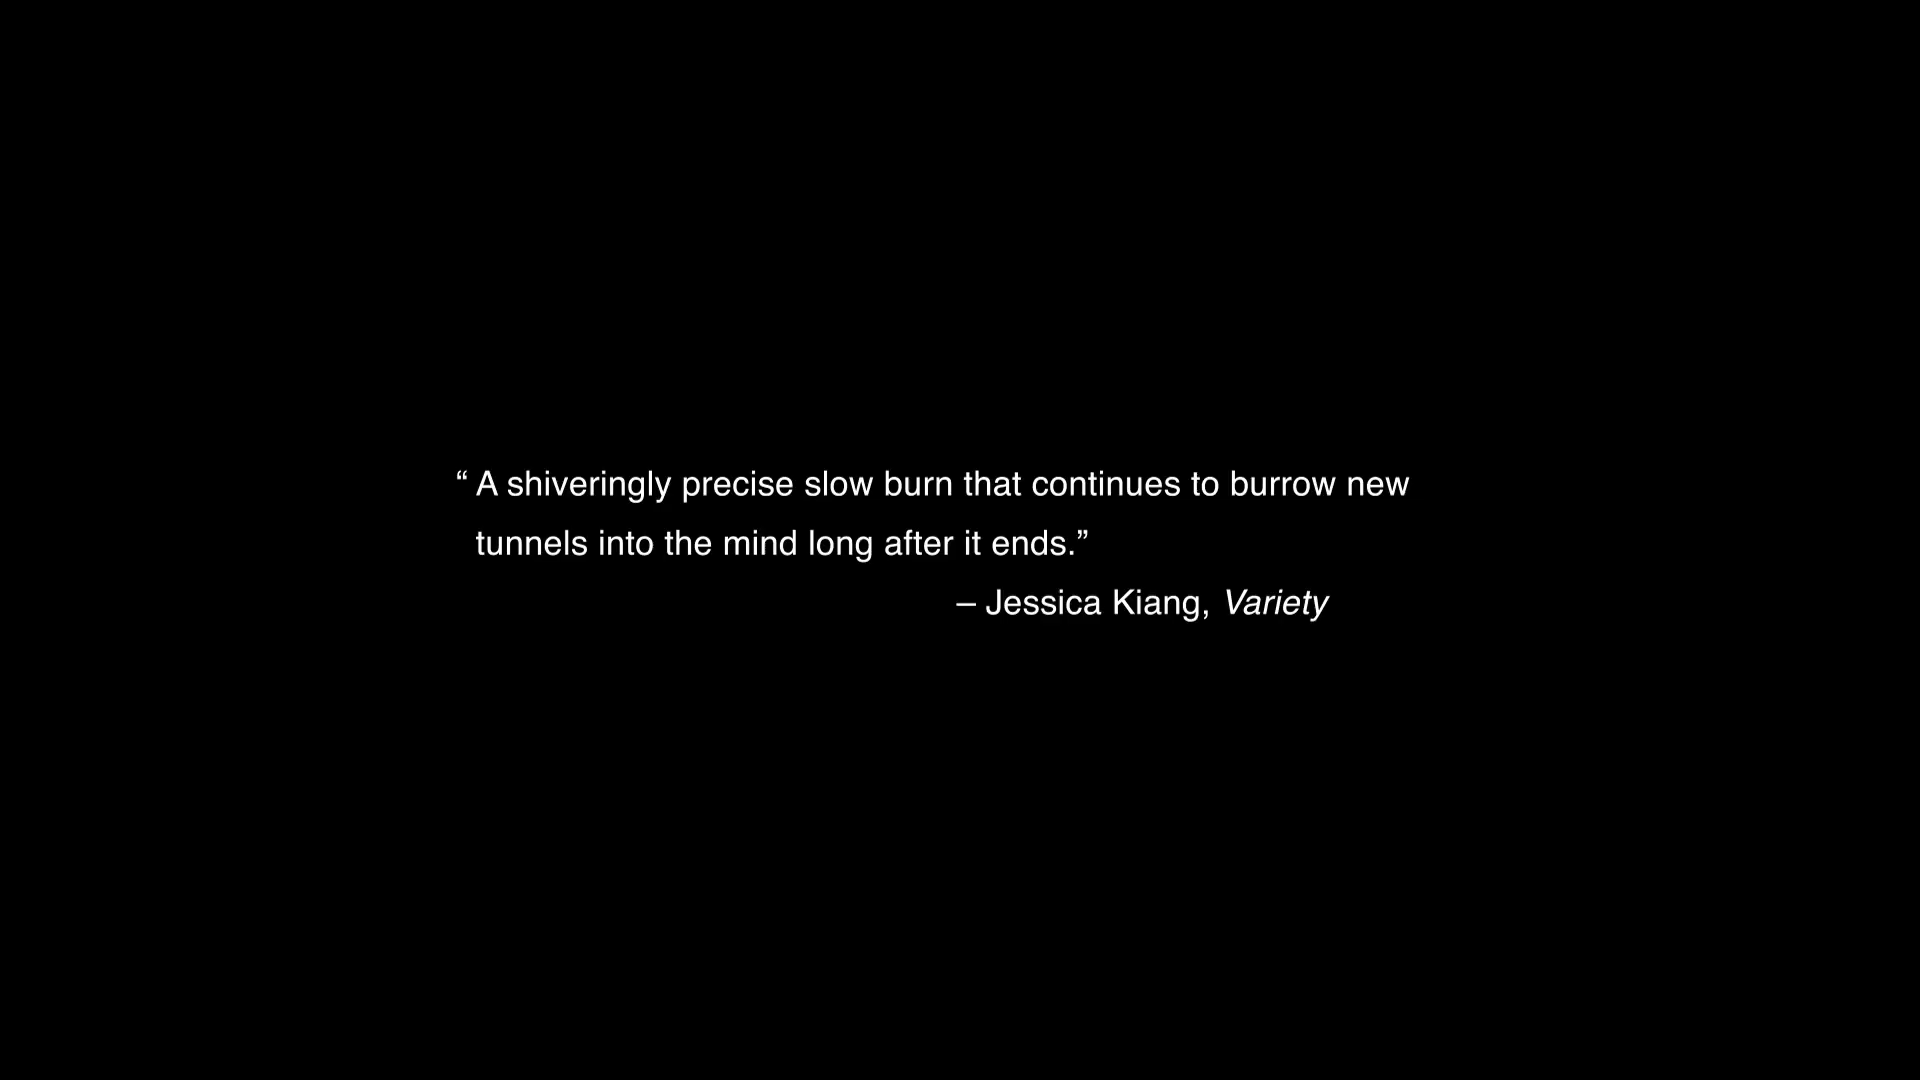 “ A shiveringly precise slow burn that continues to burrow new
tunnels into the mind long after it ends.”
– Jessica Kiang, Variety